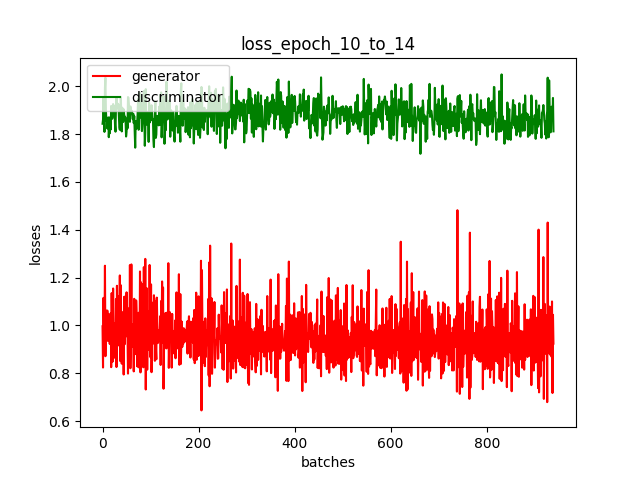 loss_epoch_10_to_14
generator
discriminator
2.0
1.8
1.6
1.4
1.2
1.0
0.8
0.6
losses
0 200 400 600 800
batches